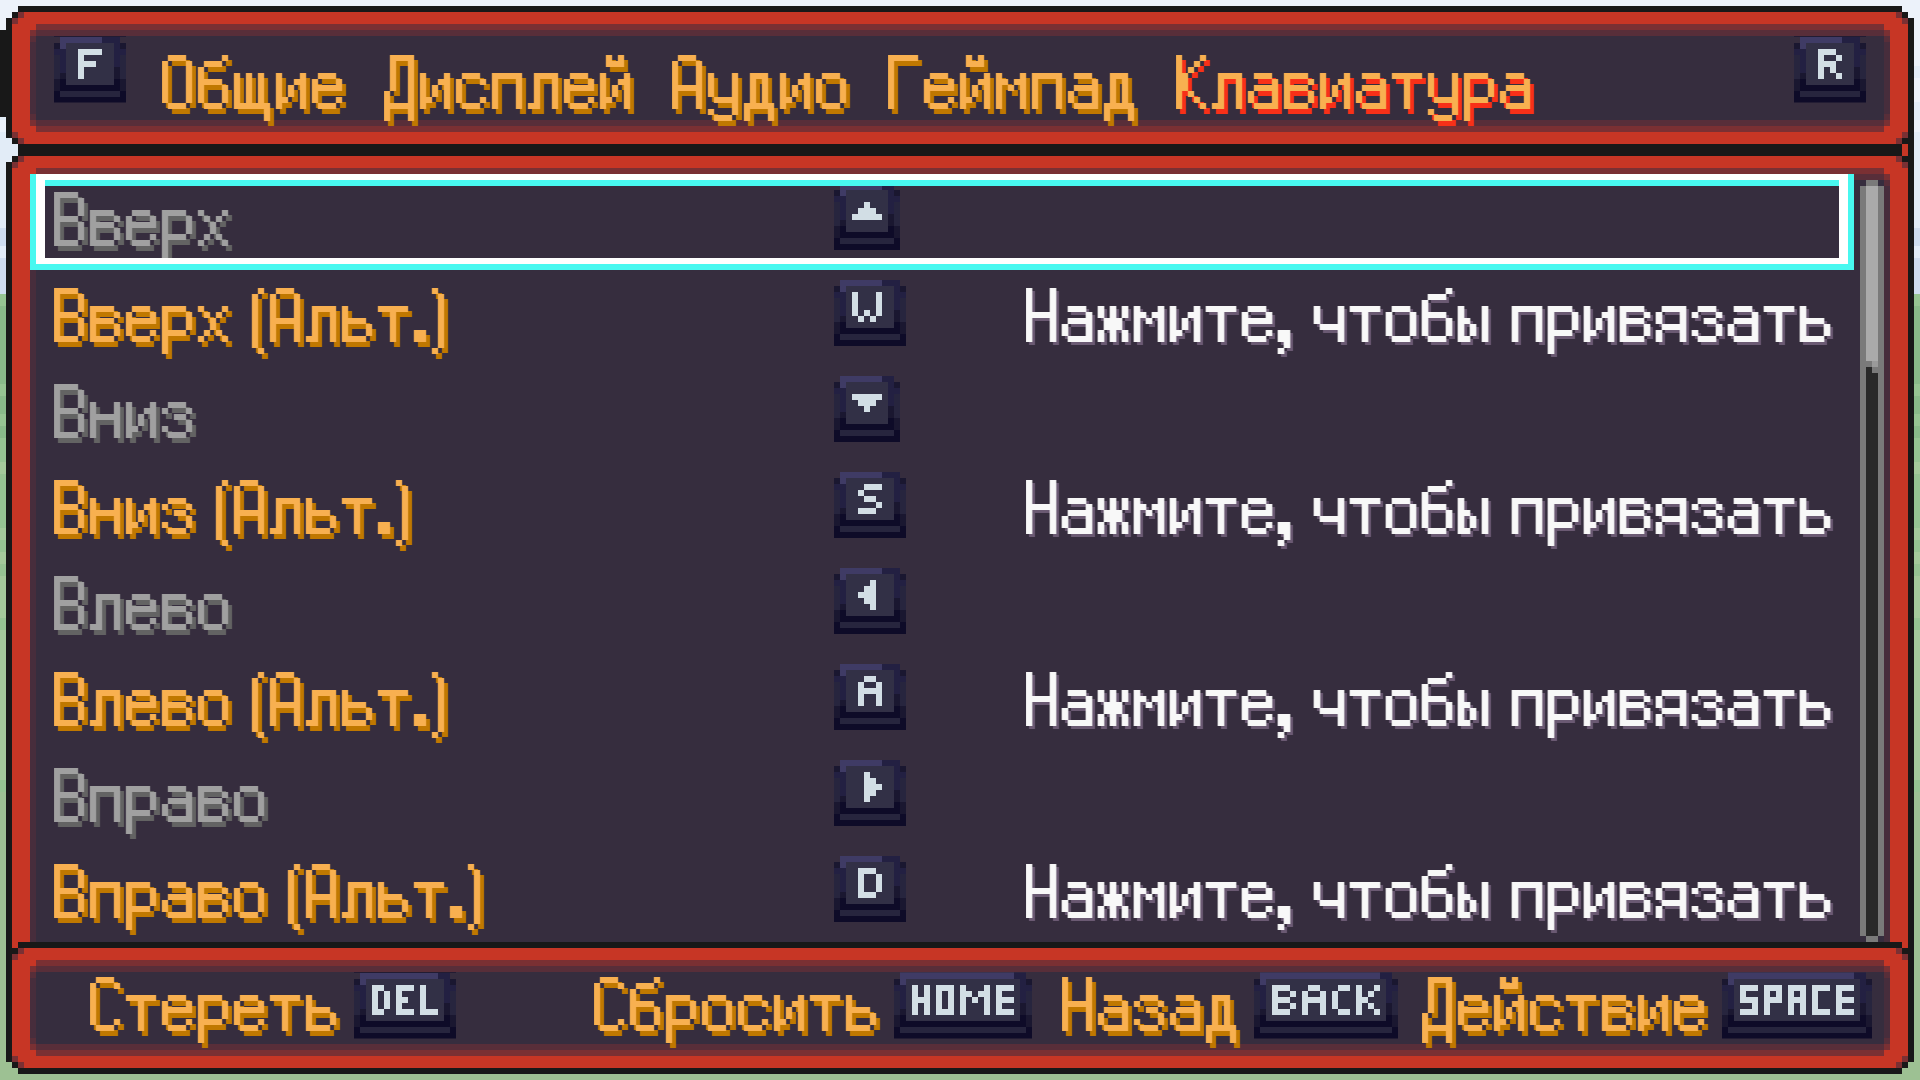 F Общие Дисплей Аудио Геймпад Клавиатура R
Вверх
Вверх (Альт.) W Нажмите, чтобы привязать
Вниз
Вниз (Альт.) S Нажмите, чтобы привязать
Влево
Влево (Альт.) A Нажмите, чтобы привязать
Вправо
Вправо (Альт.) D Нажмите, чтобы привязать
Стереть DEL Сбросить HOME Назад BACK Действие SPACE